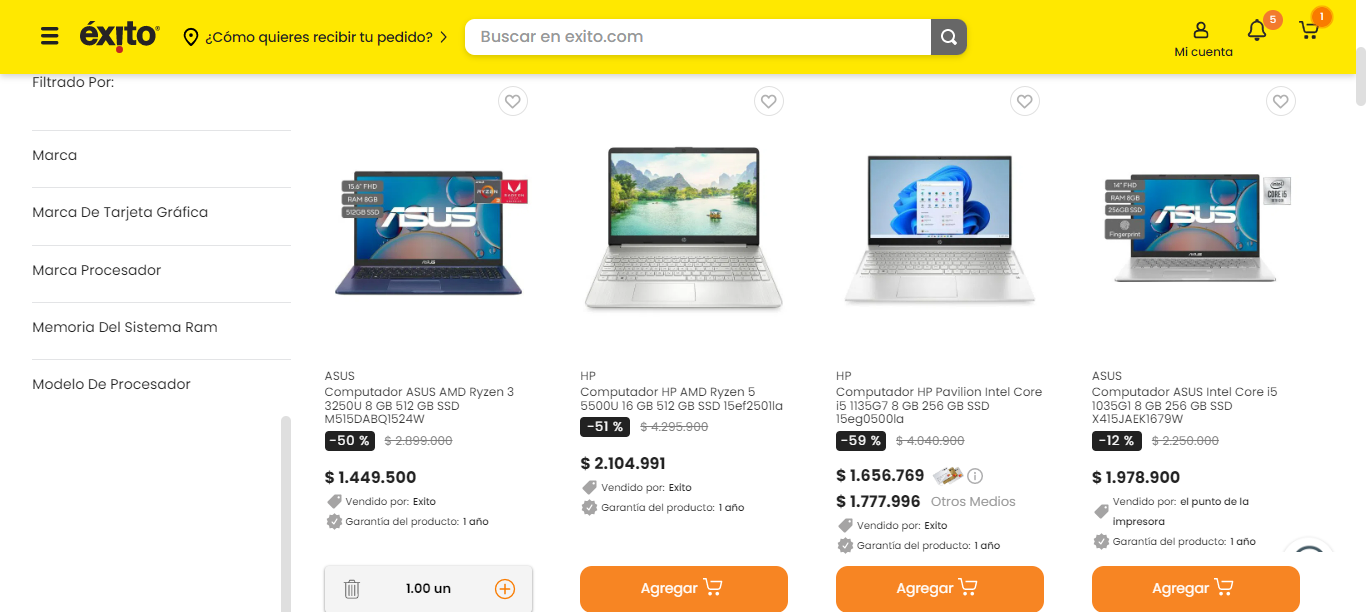 éxito
¿Cómo quieres recibir tu pedido?
Buscar en exito.com
Mi cuenta
5
1
Filtrado Por:
Marca
Marca De Tarjeta Gráfica
Marca Procesador
Memoria Del Sistema Ram
Modelo De Procesador
15.6" FHD
RAM 8GB
512GB SSD
ASUS
RYZEN
3
RADEON
ASUS
Computador ASUS AMD Ryzen 3
3250U 8 GB 512 GB SSD
M515DABQ1524W
-50 % $ 2.899.000
$ 1.449.500
Vendido por: Exito
Garantía del producto: 1 año
1.00 un
HP
Computador HP AMD Ryzen 5
5500U 16 GB 512 GB SSD 15ef2501la
-51 % $ 4.295.900
$ 2.104.991
Vendido por: Exito
Garantía del producto: 1 año
Agregar
HP
Computador HP Pavilion Intel Core
i5 1135G7 8 GB 256 GB SSD
15eg0500la
-59 % $ 4.040.900
$ 1.656.769
$ 1.777.996 Otros Medios
Vendido por: Exito
Garantía del producto: 1 año
Agregar
14" FHD
RAM 8GB
256GB SSD
Fingerprint
ASUS
intel
CORE i5
ASUS
Computador ASUS Intel Core i5
1035G1 8 GB 256 GB SSD
X415JAEK1679W
-12 % $ 2.250.000
$ 1.978.900
Vendido por: el punto de la
impresora
Garantía del producto: 1 año
Agregar